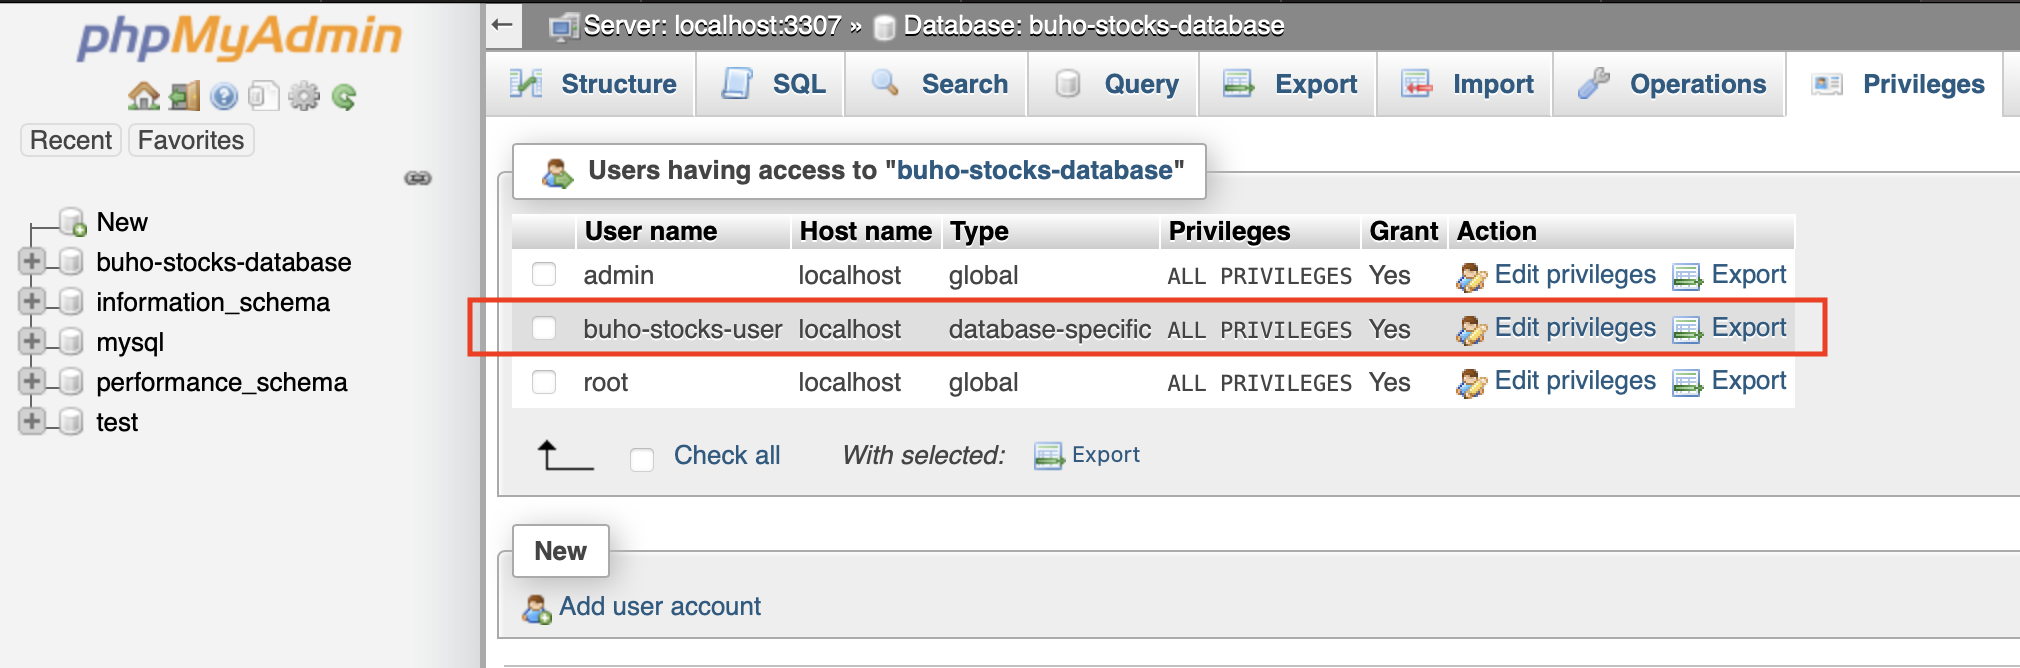 phpMyAdmin
Recent Favorites
New
buho-stocks-database
information_schema
mysql
performance_schema
test
Server: localhost:3307 » Database: buho-stocks-database
Structure SQL Search Query Export Import Operations Privileges
Users having access to "buho-stocks-database"
User name Host name Type Privileges Grant Action
admin localhost global ALL PRIVILEGES Yes Edit privileges Export
buho-stocks-user localhost database-specific ALL PRIVILEGES Yes Edit privileges Export
root localhost global ALL PRIVILEGES Yes Edit privileges Export
Check all With selected: Export
New
Add user account